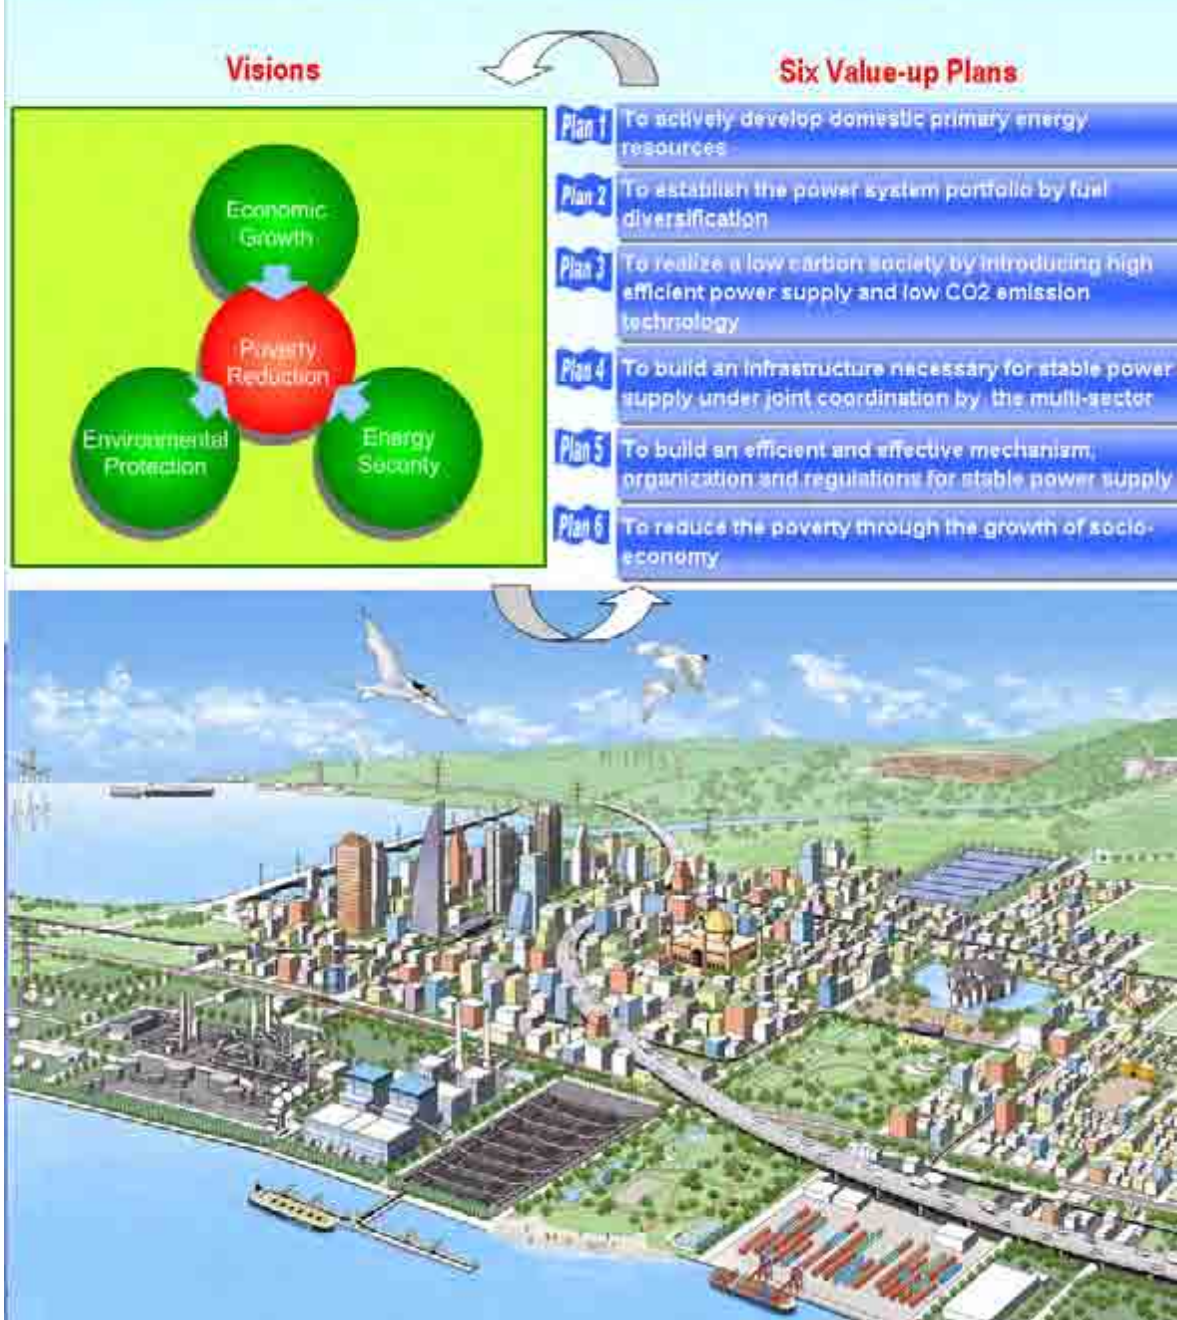 Visions
Six Value-up Plans
Economic
Growth
Poverty
Reduction
Environmental
Protection
Energy
Security
Plan 1
To actively develop domestic primary energy
resources
Plan 2
To establish the power system portfolio by fuel
diversification
Plan 3
To realize a low carbon society by introducing high
efficient power supply and low CO2 emission
technology
Plan 4
To build an infrastructure necessary for stable power
supply under joint coordination by the multi-sector
Plan 5
To build an efficient and effective mechanism,
organization and regulations for stable power supply
Plan 6
To reduce the poverty through the growth of socio-
economy